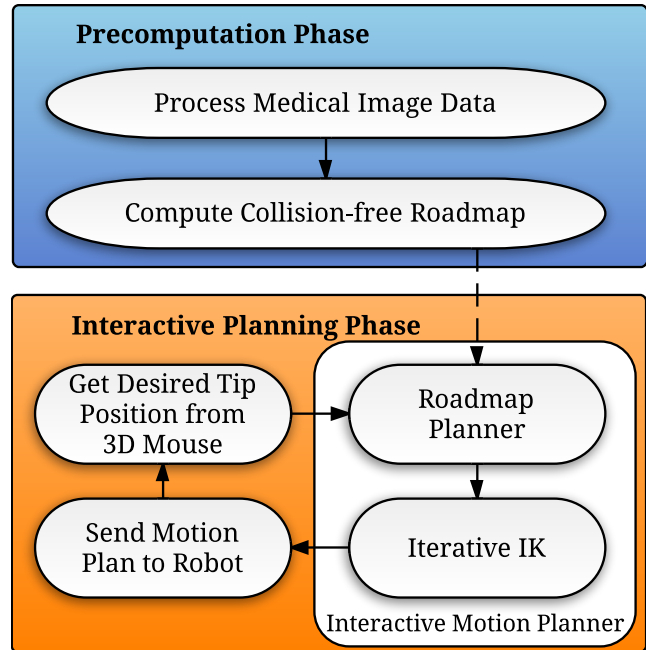 Precomputation Phase
Process Medical Image Data
Compute Collision-free Roadmap
Interactive Planning Phase
Get Desired Tip
Position from
3D Mouse
Roadmap
Planner
Send Motion
Plan to Robot
Iterative IK
Interactive Motion Planner